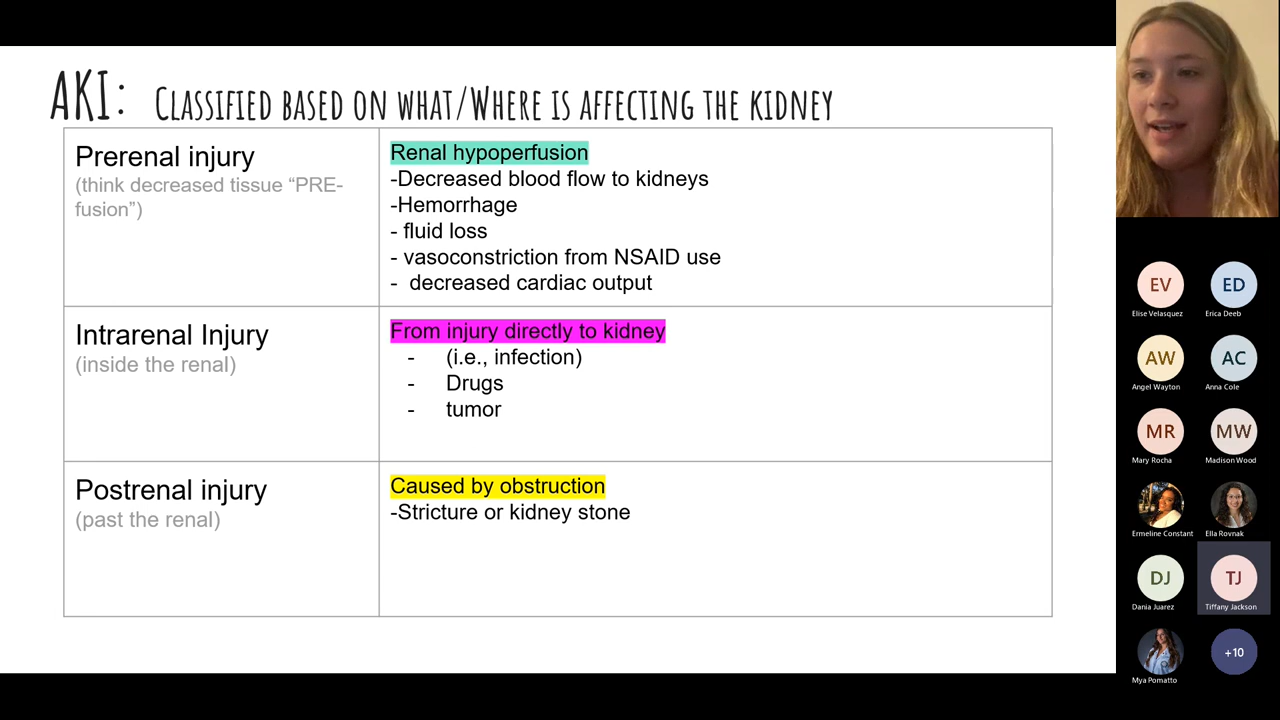 AKI: Classified based on what/Where is affecting the kidney
Prerenal injury
(think decreased tissue “PRE-
fusion”)
Renal hypoperfusion
-Decreased blood flow to kidneys
-Hemorrhage
- fluid loss
- vasoconstriction from NSAID use
- decreased cardiac output
Intrarenal Injury
(inside the renal)
From injury directly to kidney
- (i.e., infection)
- Drugs
- tumor
Postrenal injury
(past the renal)
Caused by obstruction
-Stricture or kidney stone
EV
Elise Velasquez
ED
Erica Deeb
AW
Angel Wayton
AC
Anna Cole
MR
Mary Rocha
MW
Madison Wood
Ermeline Constant
Ella Rovnak
DJ
Dania Juarez
TJ
Tiffany Jackson
Mya Pomatto
+10